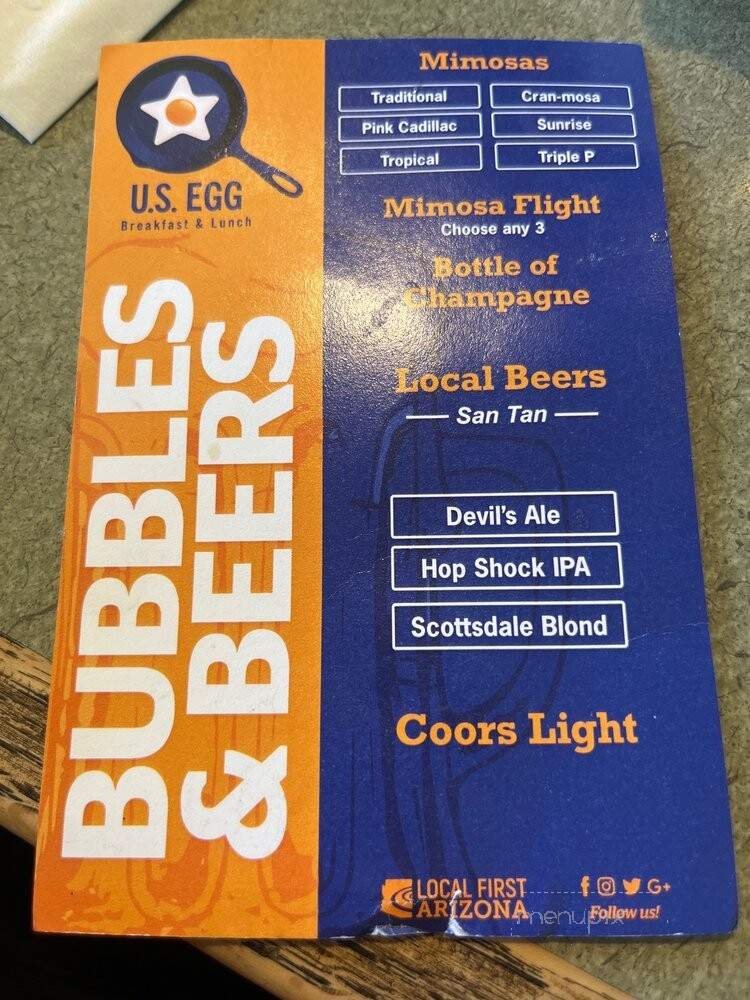 U.S. EGG
Breakfast & Lunch
BUBBLES
& BEERS
Mimosas
Traditional
Cran-mosa
Pink Cadillac
Sunrise
Tropical
Triple P
Mimosa Flight
Choose any 3
Bottle of
Champagne
Local Beers
San Tan
Devil's Ale
Hop Shock IPA
Scottsdale Blond
Coors Light
LOCAL FIRST
ARIZONA
G+
Follow us!
menupix